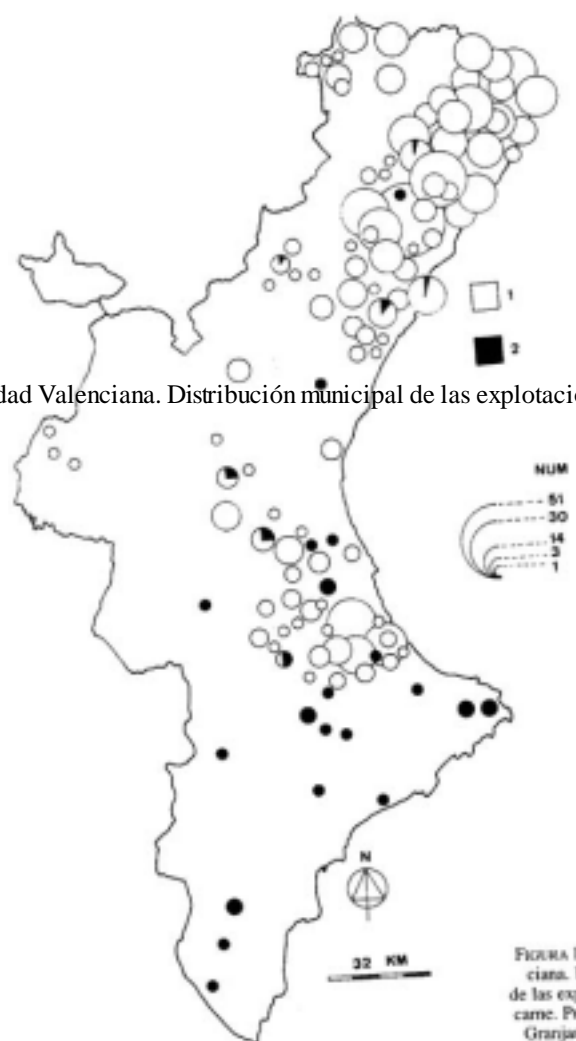 1
2
dad Valenciana. Distribución municipal de las explotacio
NUM
51
30
14
3
1
N
32 KM
FIGURA
ciana.
de las exp
carne. P
Granja